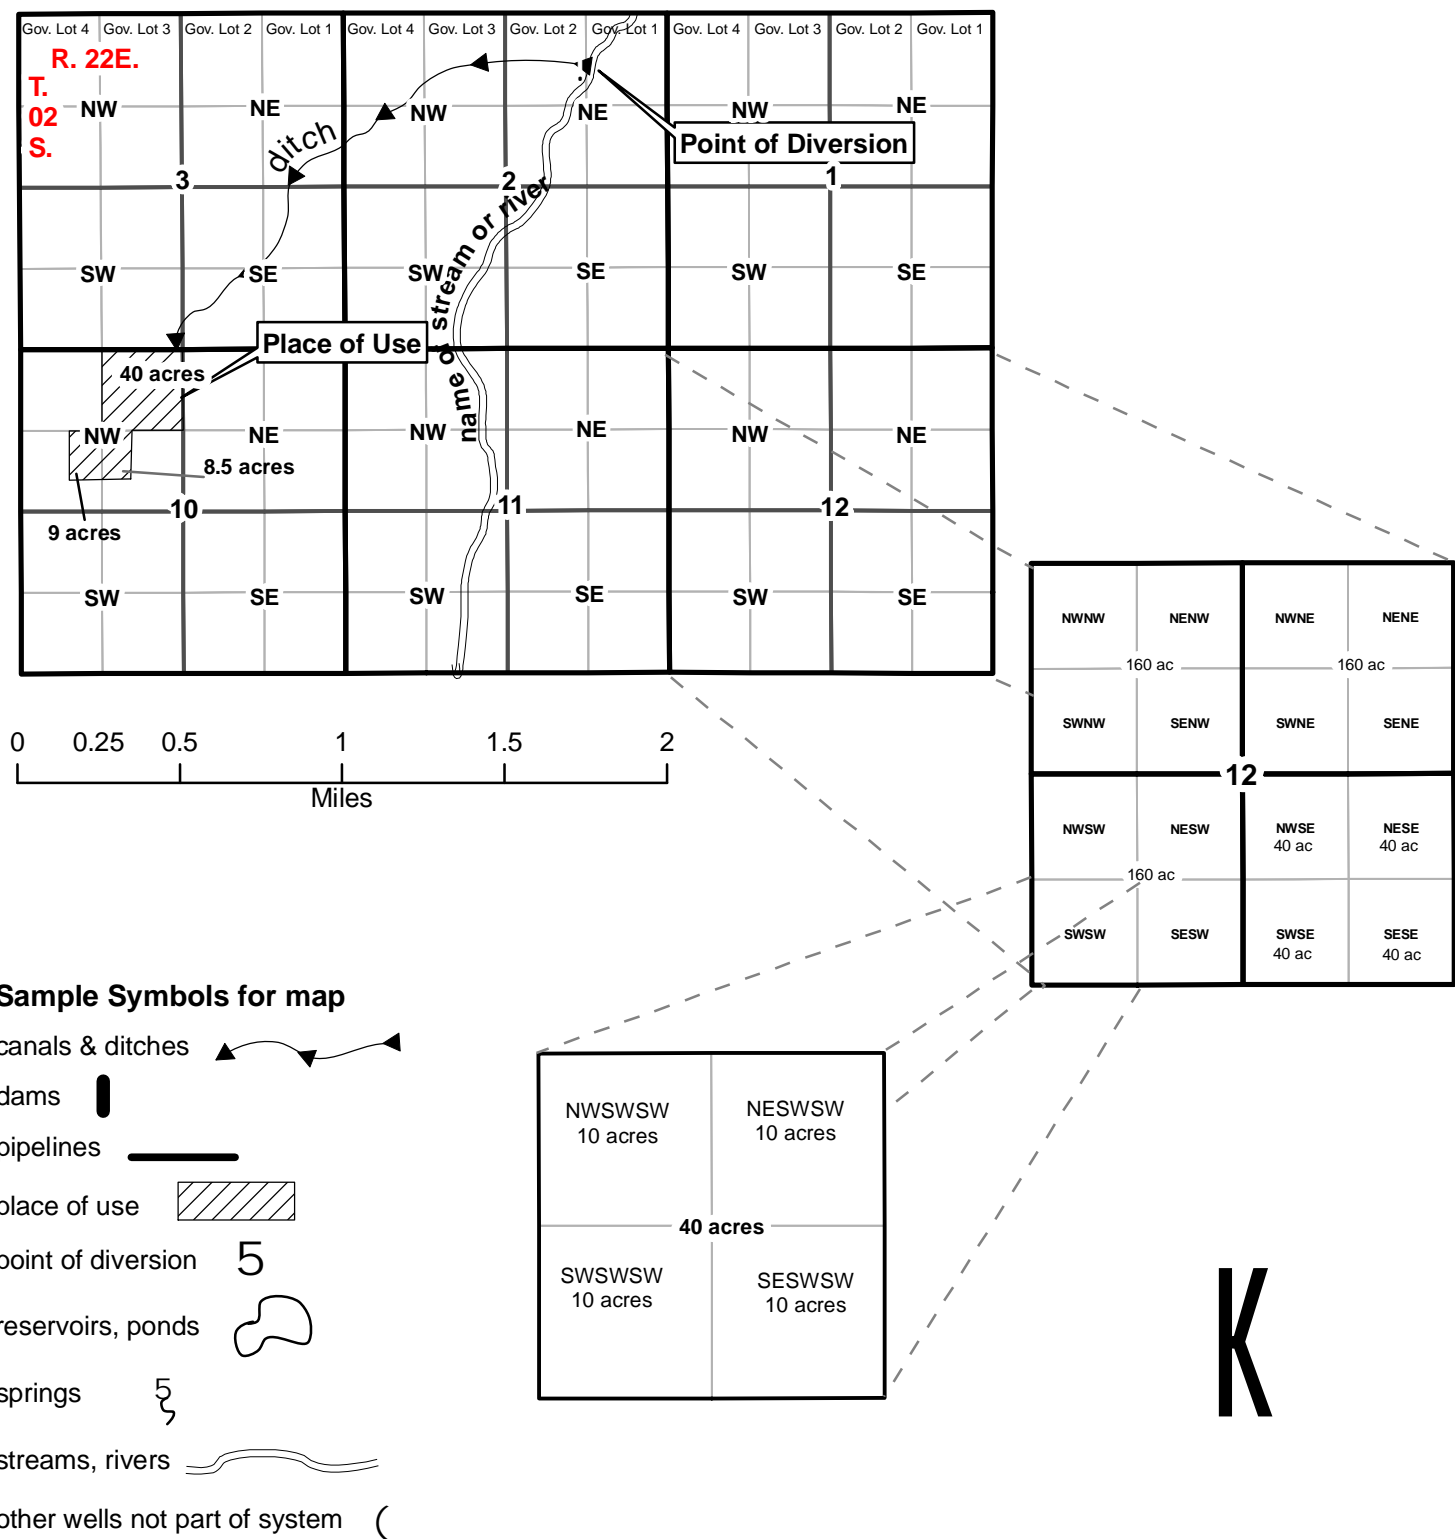 Gov. Lot 4 Gov. Lot 3 Gov. Lot 2 Gov. Lot 1 Gov. Lot 4 Gov. Lot 3 Gov. Lot 2 Gov. Lot 1 Gov. Lot 4 Gov. Lot 3 Gov. Lot 2 Gov. Lot 1
R. 22E.
T.
02
S.
NW NE NW NE NW NE
ditch
Point of Diversion
3 2 1
name of stream or river
SW SE SW SE SW SE
Place of Use
40 acres
NW NE NW NE NW NE
8.5 acres
10 11 12
9 acres
SW SE SW SE SW SE
0 0.25 0.5 1 1.5 2
Miles
NWNW NENW NWNE NENE
160 ac 160 ac
SWNW SENW SWNE SENE
12
NWSW NESW NWSE NESE
40 ac 40 ac
160 ac
SWSW SESW SWSE SESE
40 ac 40 ac
Sample Symbols for map
canals & ditches
dams
pipelines
place of use
point of diversion 5
reservoirs, ponds
springs 5
streams, rivers
other wells not part of system (
NWSWSW NESWSW
10 acres 10 acres
40 acres
SWSWSW SESWSW
10 acres 10 acres
K